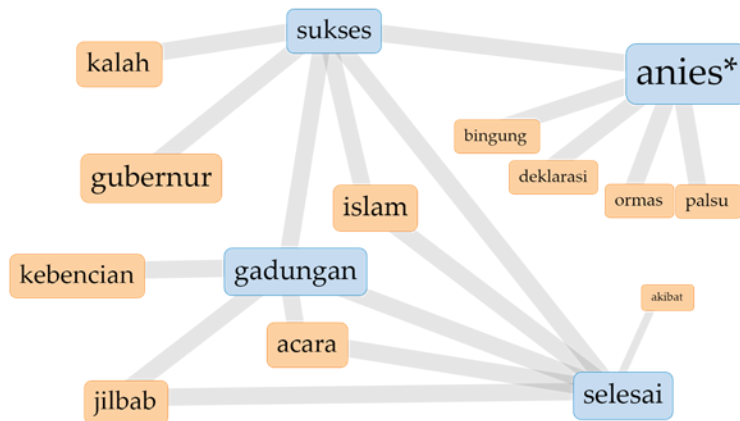 sukses
kalah
anies*
bingung
gubernur
deklarasi
islam
ormas
palsu
kebencian
gadungan
akibat
acara
jilbab
selesai